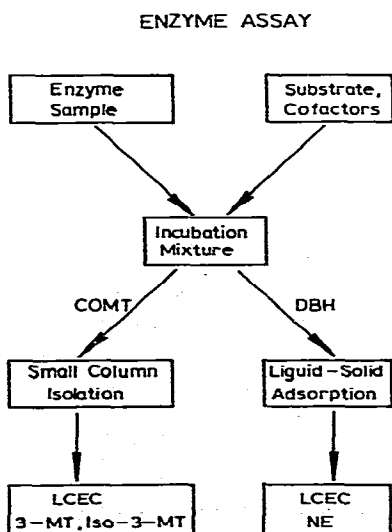 ENZYME ASSAY
Enzyme
Sample
Substrate,
Cofactors
Incubation
Mixture
COMT
DBH
Small Column
Isolation
Liguid-Solid
Adsorption
LCEC
3-MT, Iso-3-MT
LCEC
NE